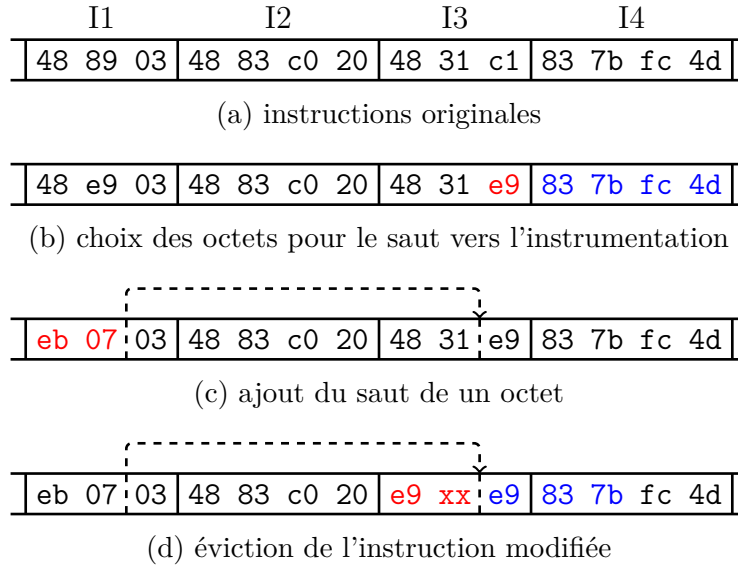 I1 I2 I3 I4
48 89 03 48 83 c0 20 48 31 c1 83 7b fc 4d
(a) instructions originales
48 e9 03 48 83 c0 20 48 31 e9 83 7b fc 4d
(b) choix des octets pour le saut vers l'instrumentation
eb 07 03 48 83 c0 20 48 31 e9 83 7b fc 4d
(c) ajout du saut de un octet
eb 07 03 48 83 c0 20 e9 xx e9 83 7b fc 4d
(d) éviction de l'instruction modifiée